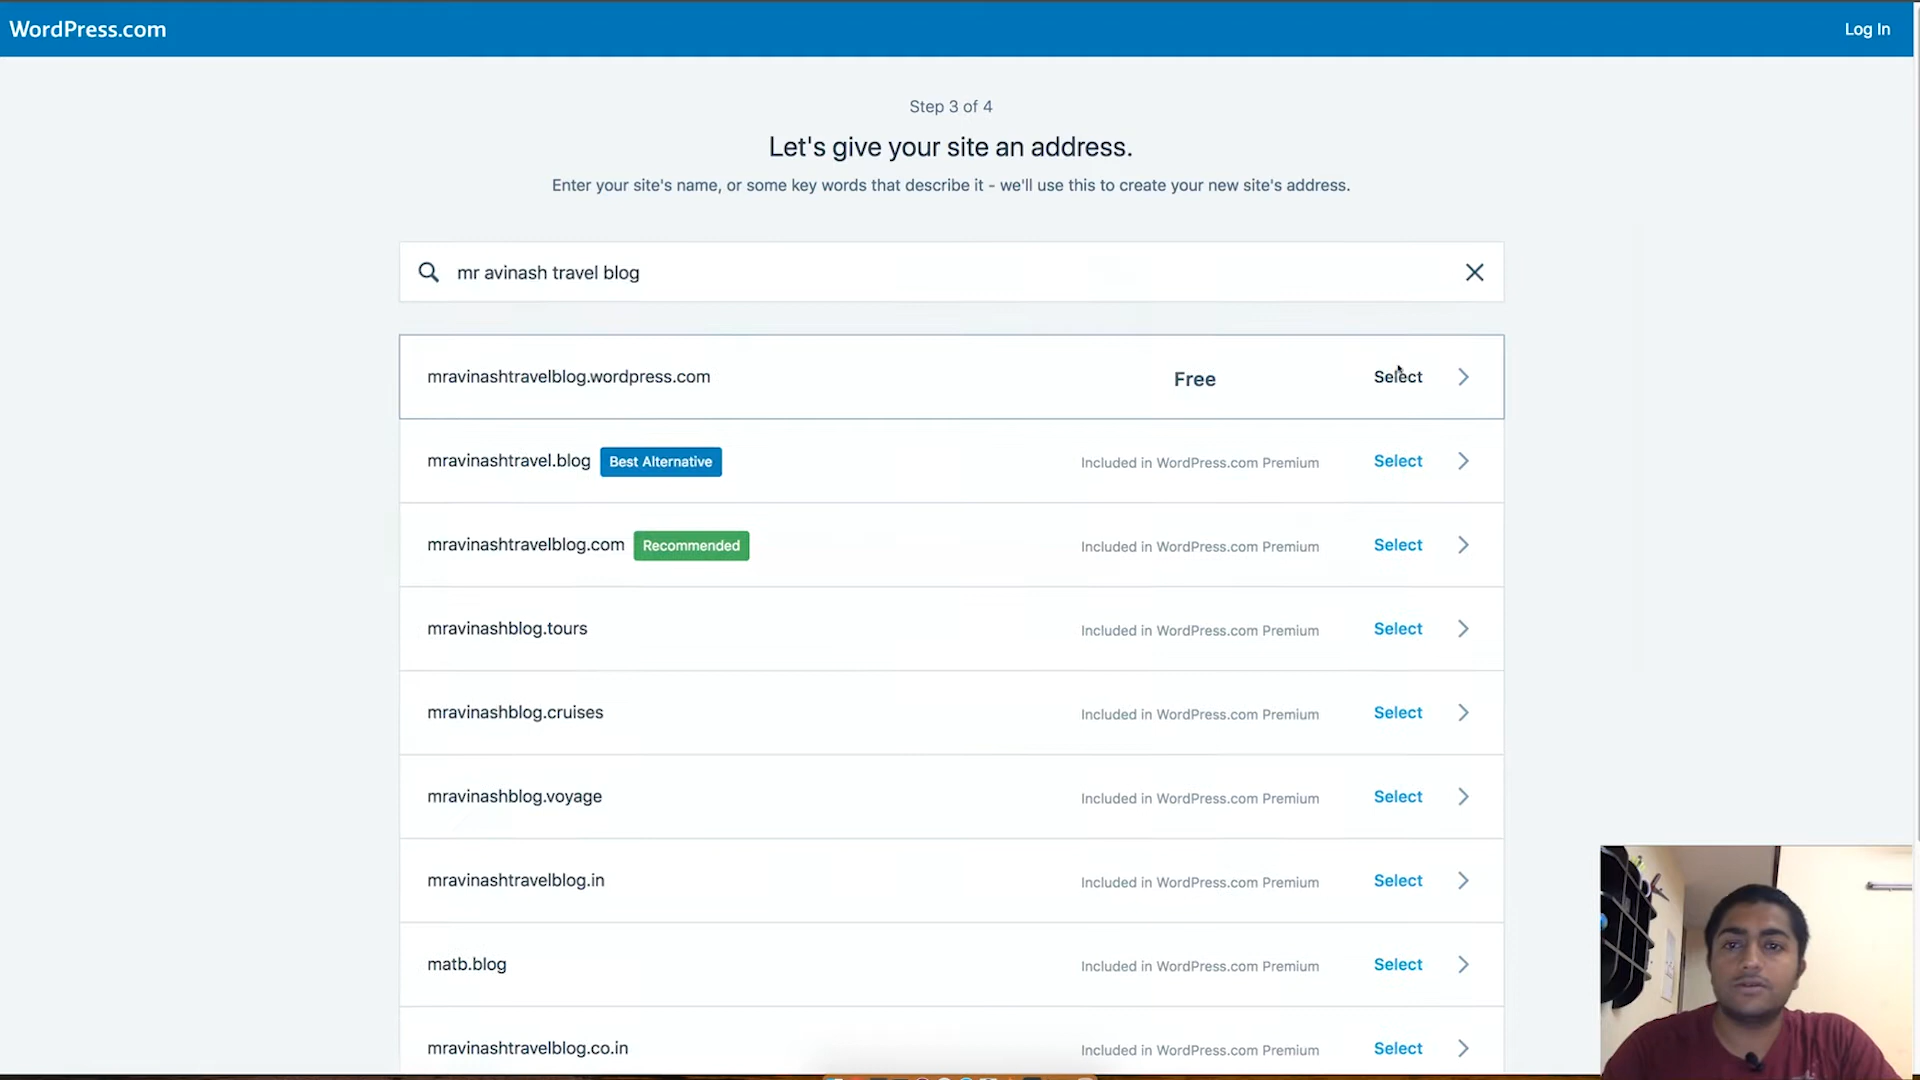 WordPress.com
Log In
Step 3 of 4
Let's give your site an address.
Enter your site's name, or some key words that describe it - we'll use this to create your new site's address.
mr avinash travel blog
mravinashtravelblog.wordpress.com Free Select
mravinashtravel.blog Best Alternative Included in WordPress.com Premium Select
mravinashtravelblog.com Recommended Included in WordPress.com Premium Select
mravinashblog.tours Included in WordPress.com Premium Select
mravinashblog.cruises Included in WordPress.com Premium Select
mravinashblog.voyage Included in WordPress.com Premium Select
mravinashtravelblog.in Included in WordPress.com Premium Select
matb.blog Included in WordPress.com Premium Select
mravinashtravelblog.co.in Included in WordPress.com Premium Select